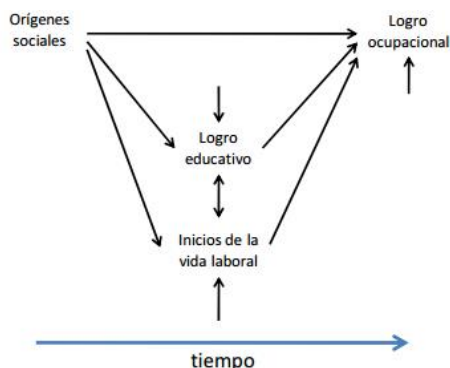 Orígenes
sociales
Logro
ocupacional
Logro
educativo
Inicios de la
vida laboral
tiempo